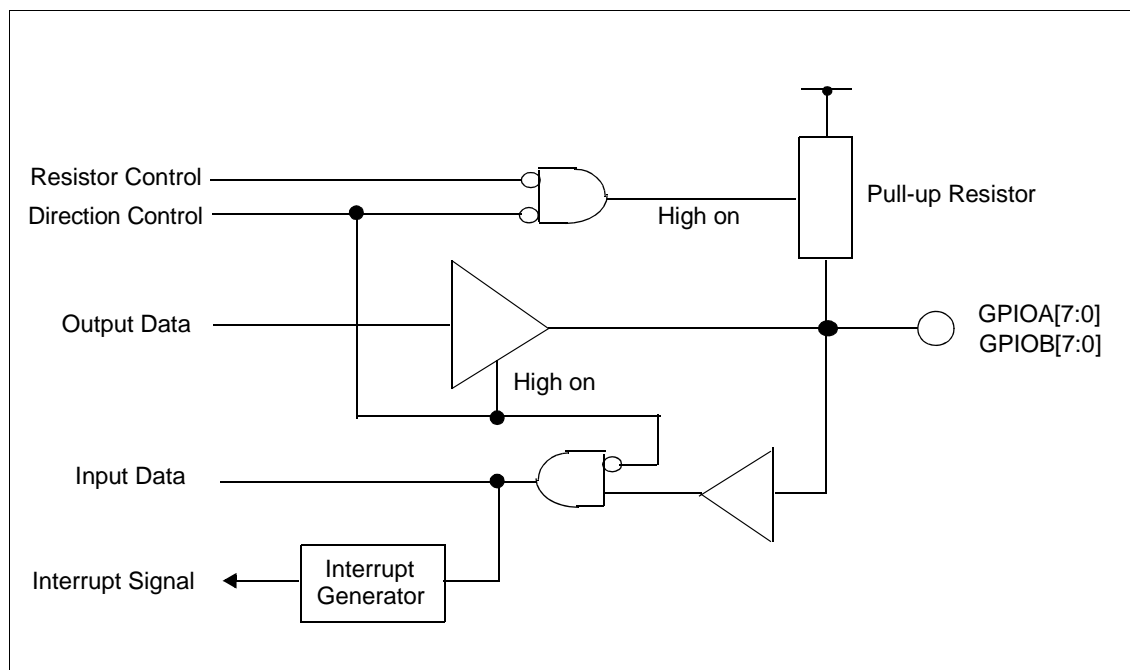 Resistor Control
Direction Control
High on
Pull-up Resistor
Output Data
GPIOA[7:0]
GPIOB[7:0]
High on
Input Data
Interrupt Signal
Interrupt
Generator